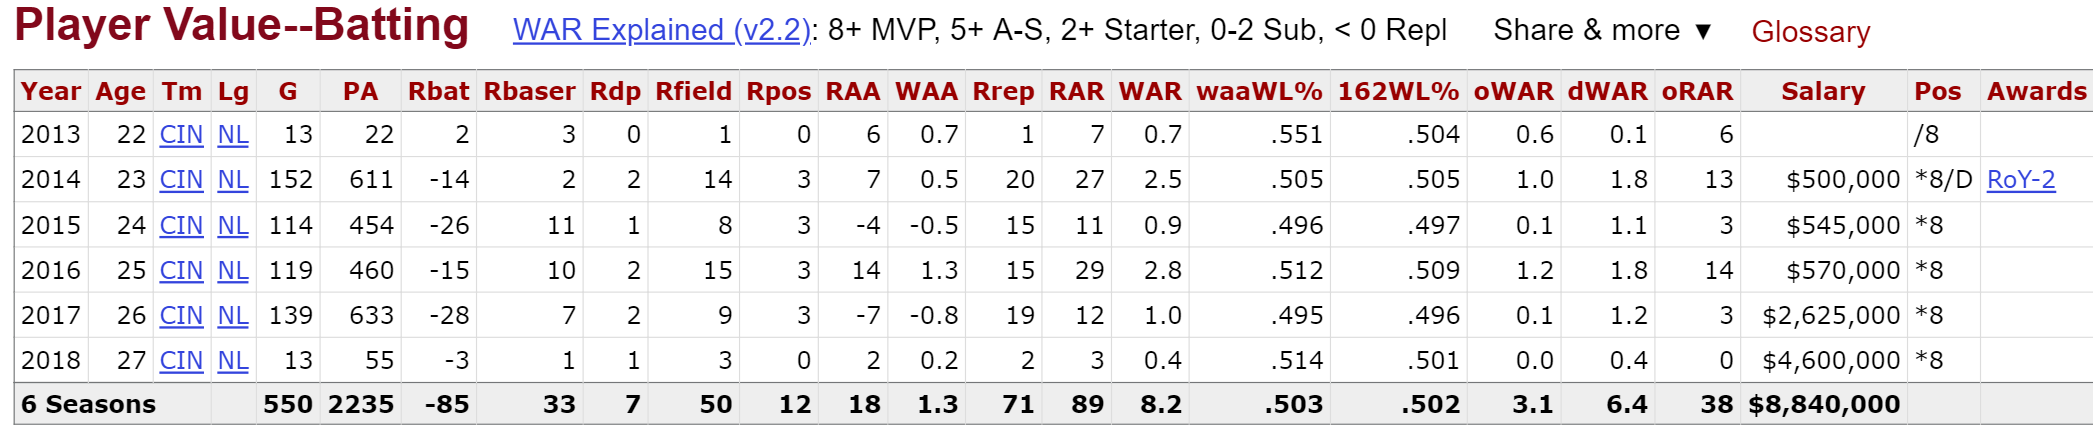 Player Value--Batting WAR Explained (v2.2): 8+ MVP, 5+ A-S, 2+ Starter, 0-2 Sub, < 0 Repl Share & more ▼ Glossary
Year Age Tm Lg G PA Rbat Rbaser Rdp Rfield Rpos RAA WAA Rrep RAR WAR waaWL% 162WL% oWAR dWAR oRAR Salary Pos Awards
2013 22 CIN NL 13 22 2 3 0 1 0 6 0.7 1 7 0.7 .551 .504 0.6 0.1 6 /8
2014 23 CIN NL 152 611 -14 2 2 14 3 7 0.5 20 27 2.5 .505 .505 1.0 1.8 13 $500,000 *8/D RoY-2
2015 24 CIN NL 114 454 -26 11 1 8 3 -4 -0.5 15 11 0.9 .496 .497 0.1 1.1 3 $545,000 *8
2016 25 CIN NL 119 460 -15 10 2 15 3 14 1.3 15 29 2.8 .512 .509 1.2 1.8 14 $570,000 *8
2017 26 CIN NL 139 633 -28 7 2 9 3 -7 -0.8 19 12 1.0 .495 .496 0.1 1.2 3 $2,625,000 *8
2018 27 CIN NL 13 55 -3 1 1 3 0 2 0.2 2 3 0.4 .514 .501 0.0 0.4 0 $4,600,000 *8
6 Seasons 550 2235 -85 33 7 50 12 18 1.3 71 89 8.2 .503 .502 3.1 6.4 38 $8,840,000